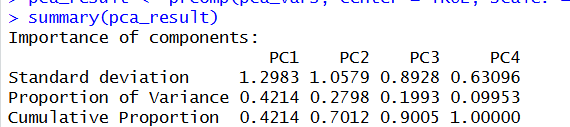 > pca_result <- prcomp(pca_vars, center = TRUE, scale. =
> summary(pca_result)
Importance of components:
PC1 PC2 PC3 PC4
Standard deviation 1.2983 1.0579 0.8928 0.63096
Proportion of Variance 0.4214 0.2798 0.1993 0.09953
Cumulative Proportion 0.4214 0.7012 0.9005 1.00000